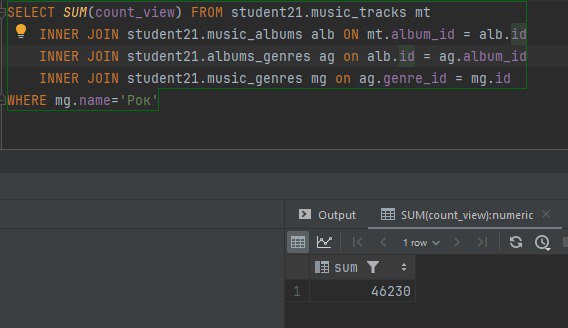 SELECT SUM(count_view) FROM student21.music_tracks mt
INNER JOIN student21.music_albums alb ON mt.album_id = alb.id
INNER JOIN student21.albums_genres ag on alb.id = ag.album_id
INNER JOIN student21.music_genres mg on ag.genre_id = mg.id
WHERE mg.name='Рок'
Output SUM(count_view):numeric
1 row
sum
1 46230